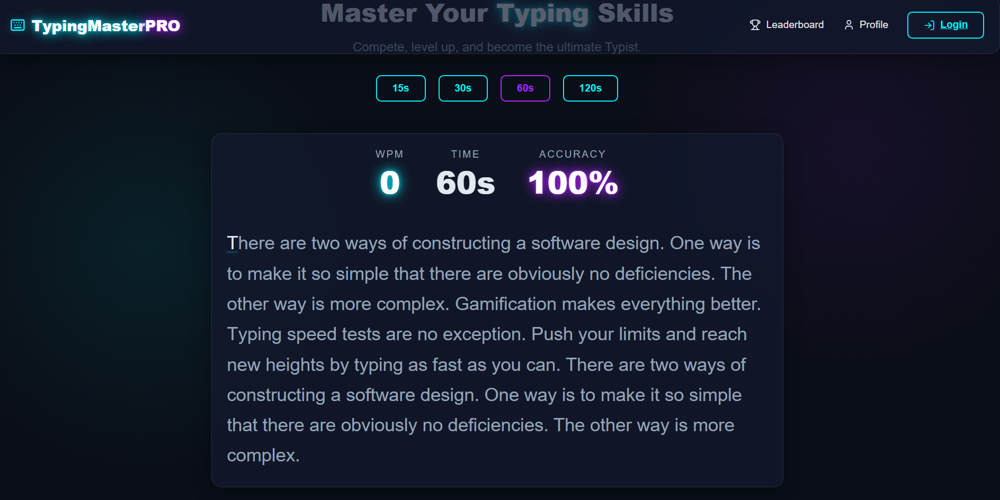 TypingMasterPRO
Master Your Typing Skills
Leaderboard
Profile
Login
Compete, level up, and become the ultimate Typist.
15s
30s
60s
120s
WPM
TIME
ACCURACY
0
60s
100%
There are two ways of constructing a software design. One way is
to make it so simple that there are obviously no deficiencies. The
other way is more complex. Gamification makes everything better.
Typing speed tests are no exception. Push your limits and reach
new heights by typing as fast as you can. There are two ways of
constructing a software design. One way is to make it so simple
that there are obviously no deficiencies. The other way is more
complex.